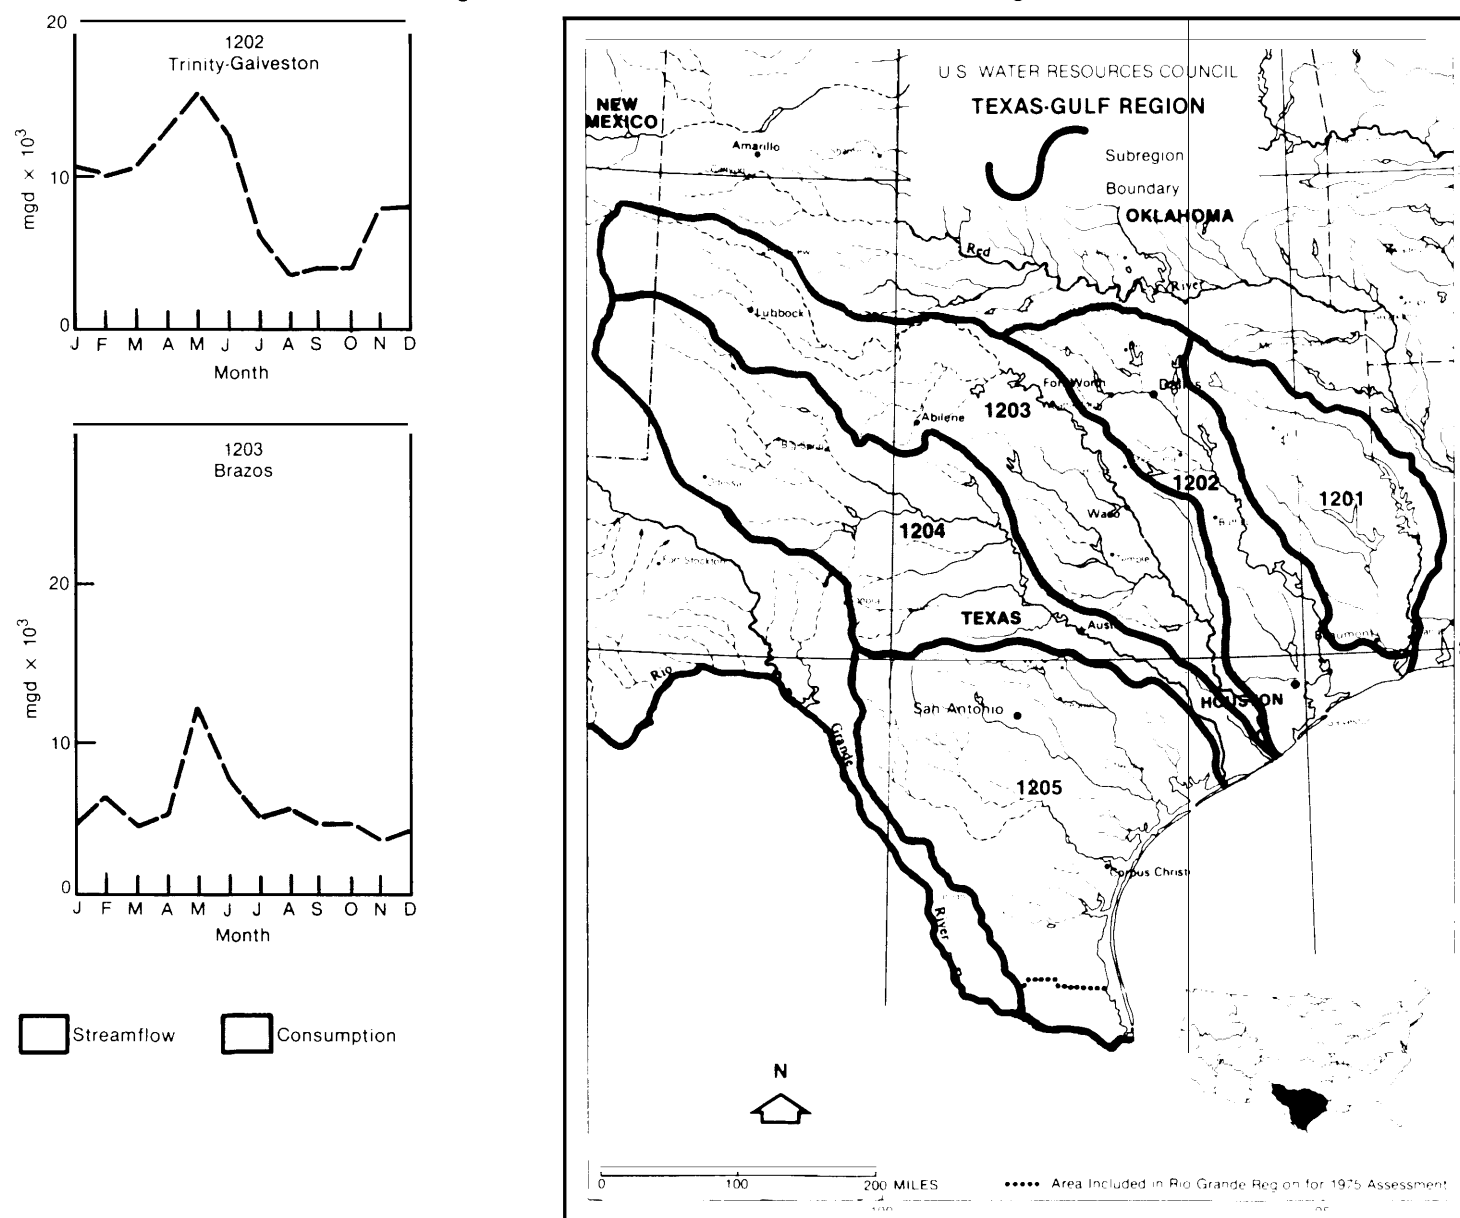 20
1202
Trinity-Galveston
mgd × 10³
10
0
J F M A M J J A S O N D
Month
1203
Brazos
20
mgd × 10³
10
0
J F M A M J J A S O N D
Month
Streamflow
Consumption
U.S. WATER RESOURCES COUNCIL
TEXAS-GULF REGION
Subregion
Boundary
NEW
MEXICO
Amarillo
OKLAHOMA
Red
River
Lubbock
Fort Worth
Dallas
Abilene
1203
1202
1201
Waco
1204
Temple
Fort Stockton
TEXAS
Austin
Beaumont
Rio
HOUSTON
San Antonio
Grande
1205
Corpus Christi
River
N
0 100 200 MILES
•••• Area Included in Rio Grande Region for 1975 Assessment